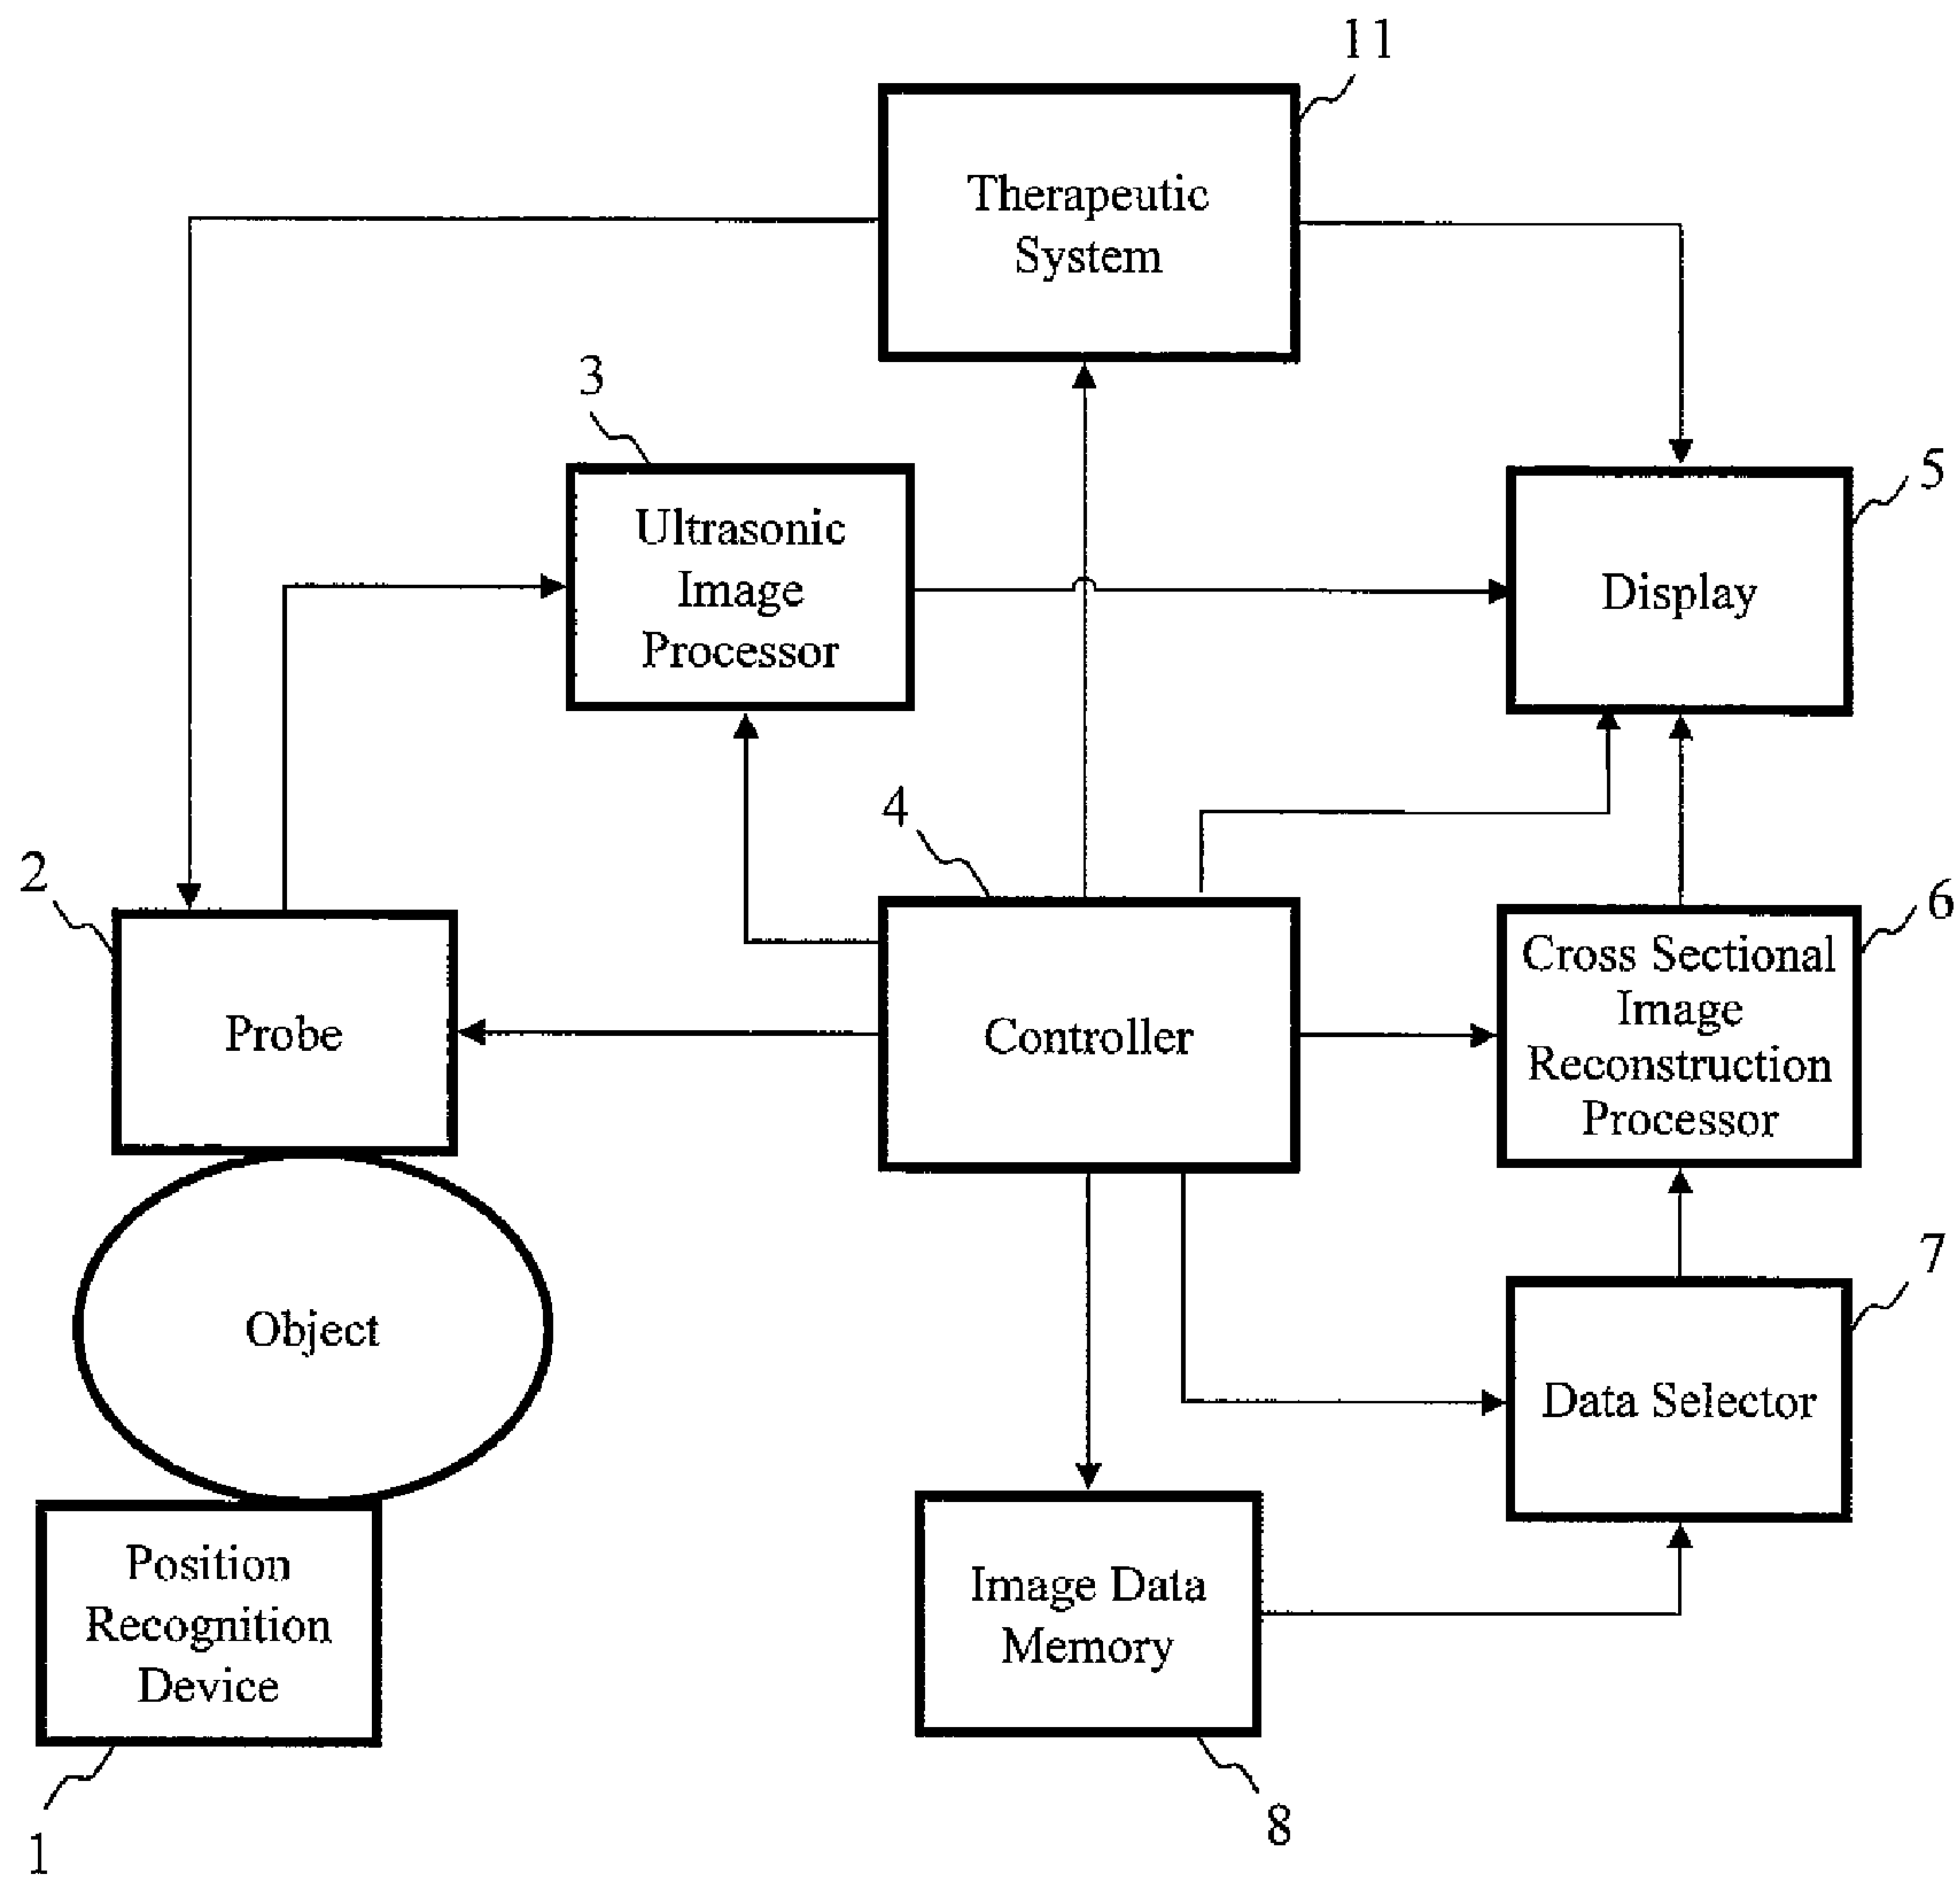 11
Therapeutic
System
3
Ultrasonic
Image
Processor
5
Display
4
Controller
2
Probe
6
Cross Sectional
Image
Reconstruction
Processor
Object
7
Data Selector
Position
Recognition
Device
1
Image Data
Memory
8